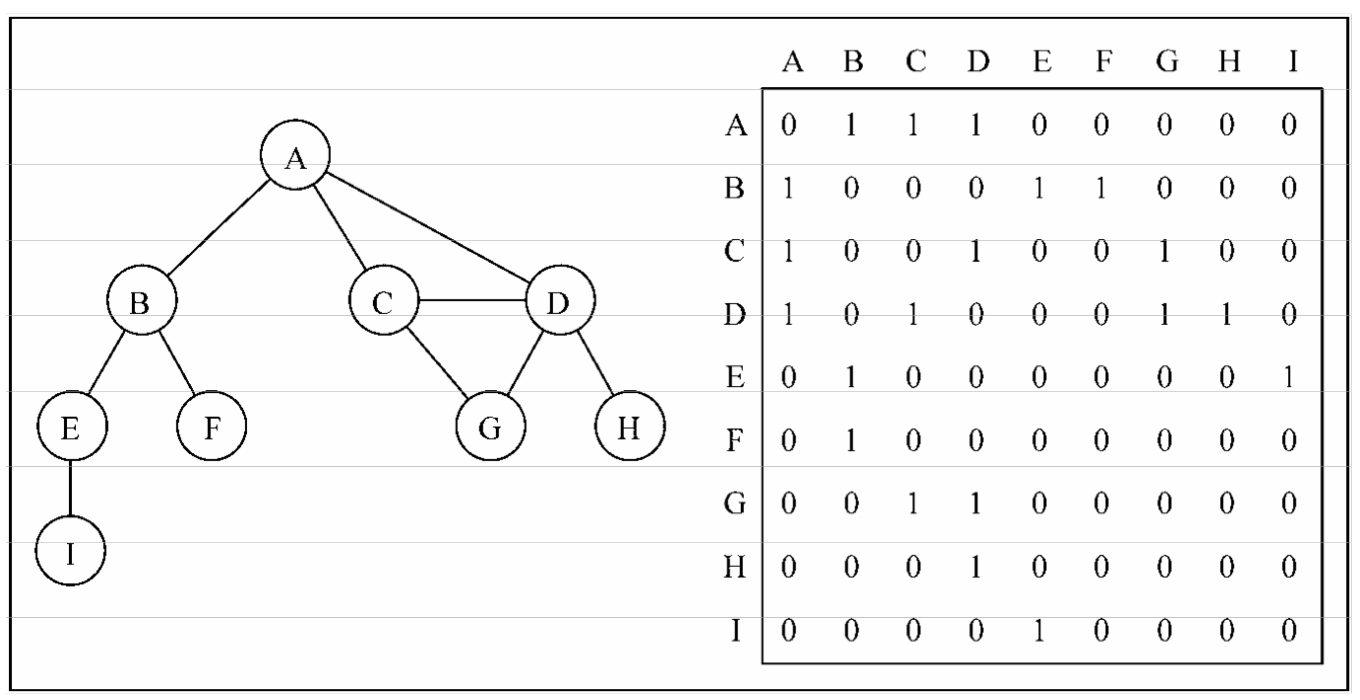 A
B C D
E F G H
I
A B C D E F G H I
A 0 1 1 1 0 0 0 0 0
B 1 0 0 0 1 1 0 0 0
C 1 0 0 1 0 0 1 0 0
D 1 0 1 0 0 0 1 1 0
E 0 1 0 0 0 0 0 0 1
F 0 1 0 0 0 0 0 0 0
G 0 0 1 1 0 0 0 0 0
H 0 0 0 1 0 0 0 0 0
I 0 0 0 0 1 0 0 0 0